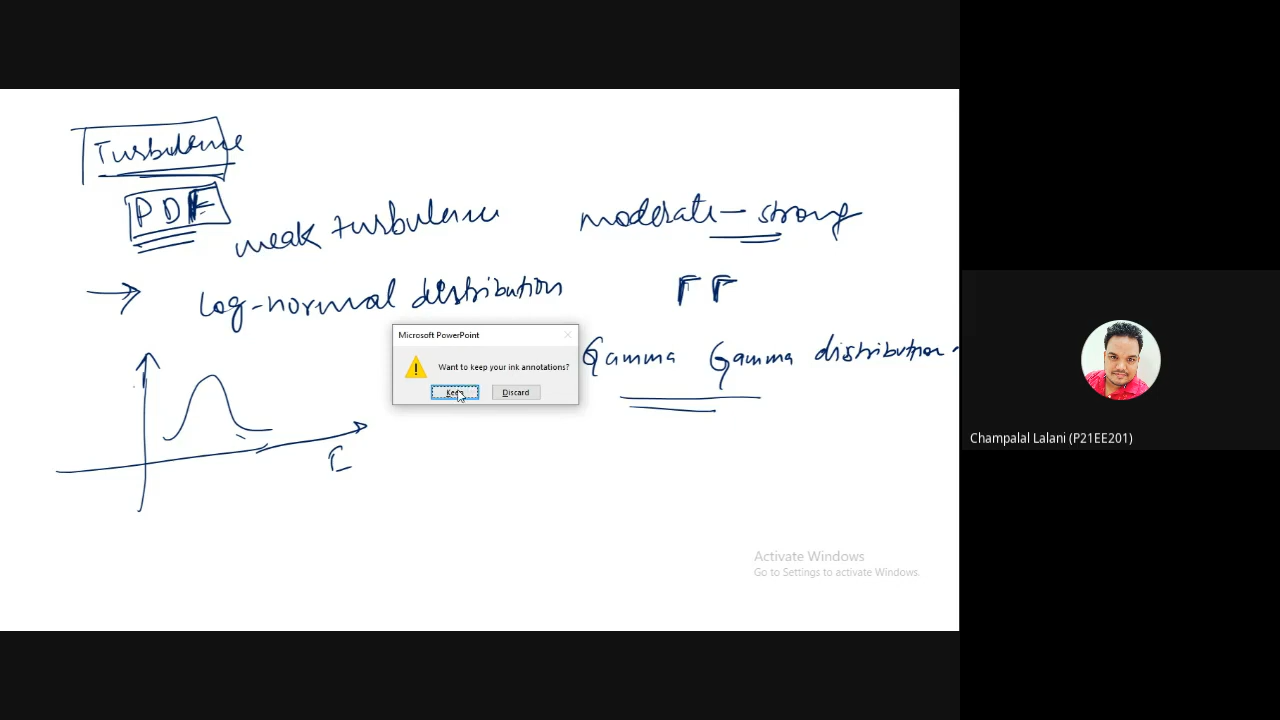 Turbulence
PDF
weak turbulence
moderate - strong
→ log-normal distribution
Γ Γ
Microsoft PowerPoint
Want to keep your ink annotations?
Keep
Discard
Gamma Gamma distribution.
I
Activate Windows
Go to Settings to activate Windows.
Champalal Lalani (P21EE201)